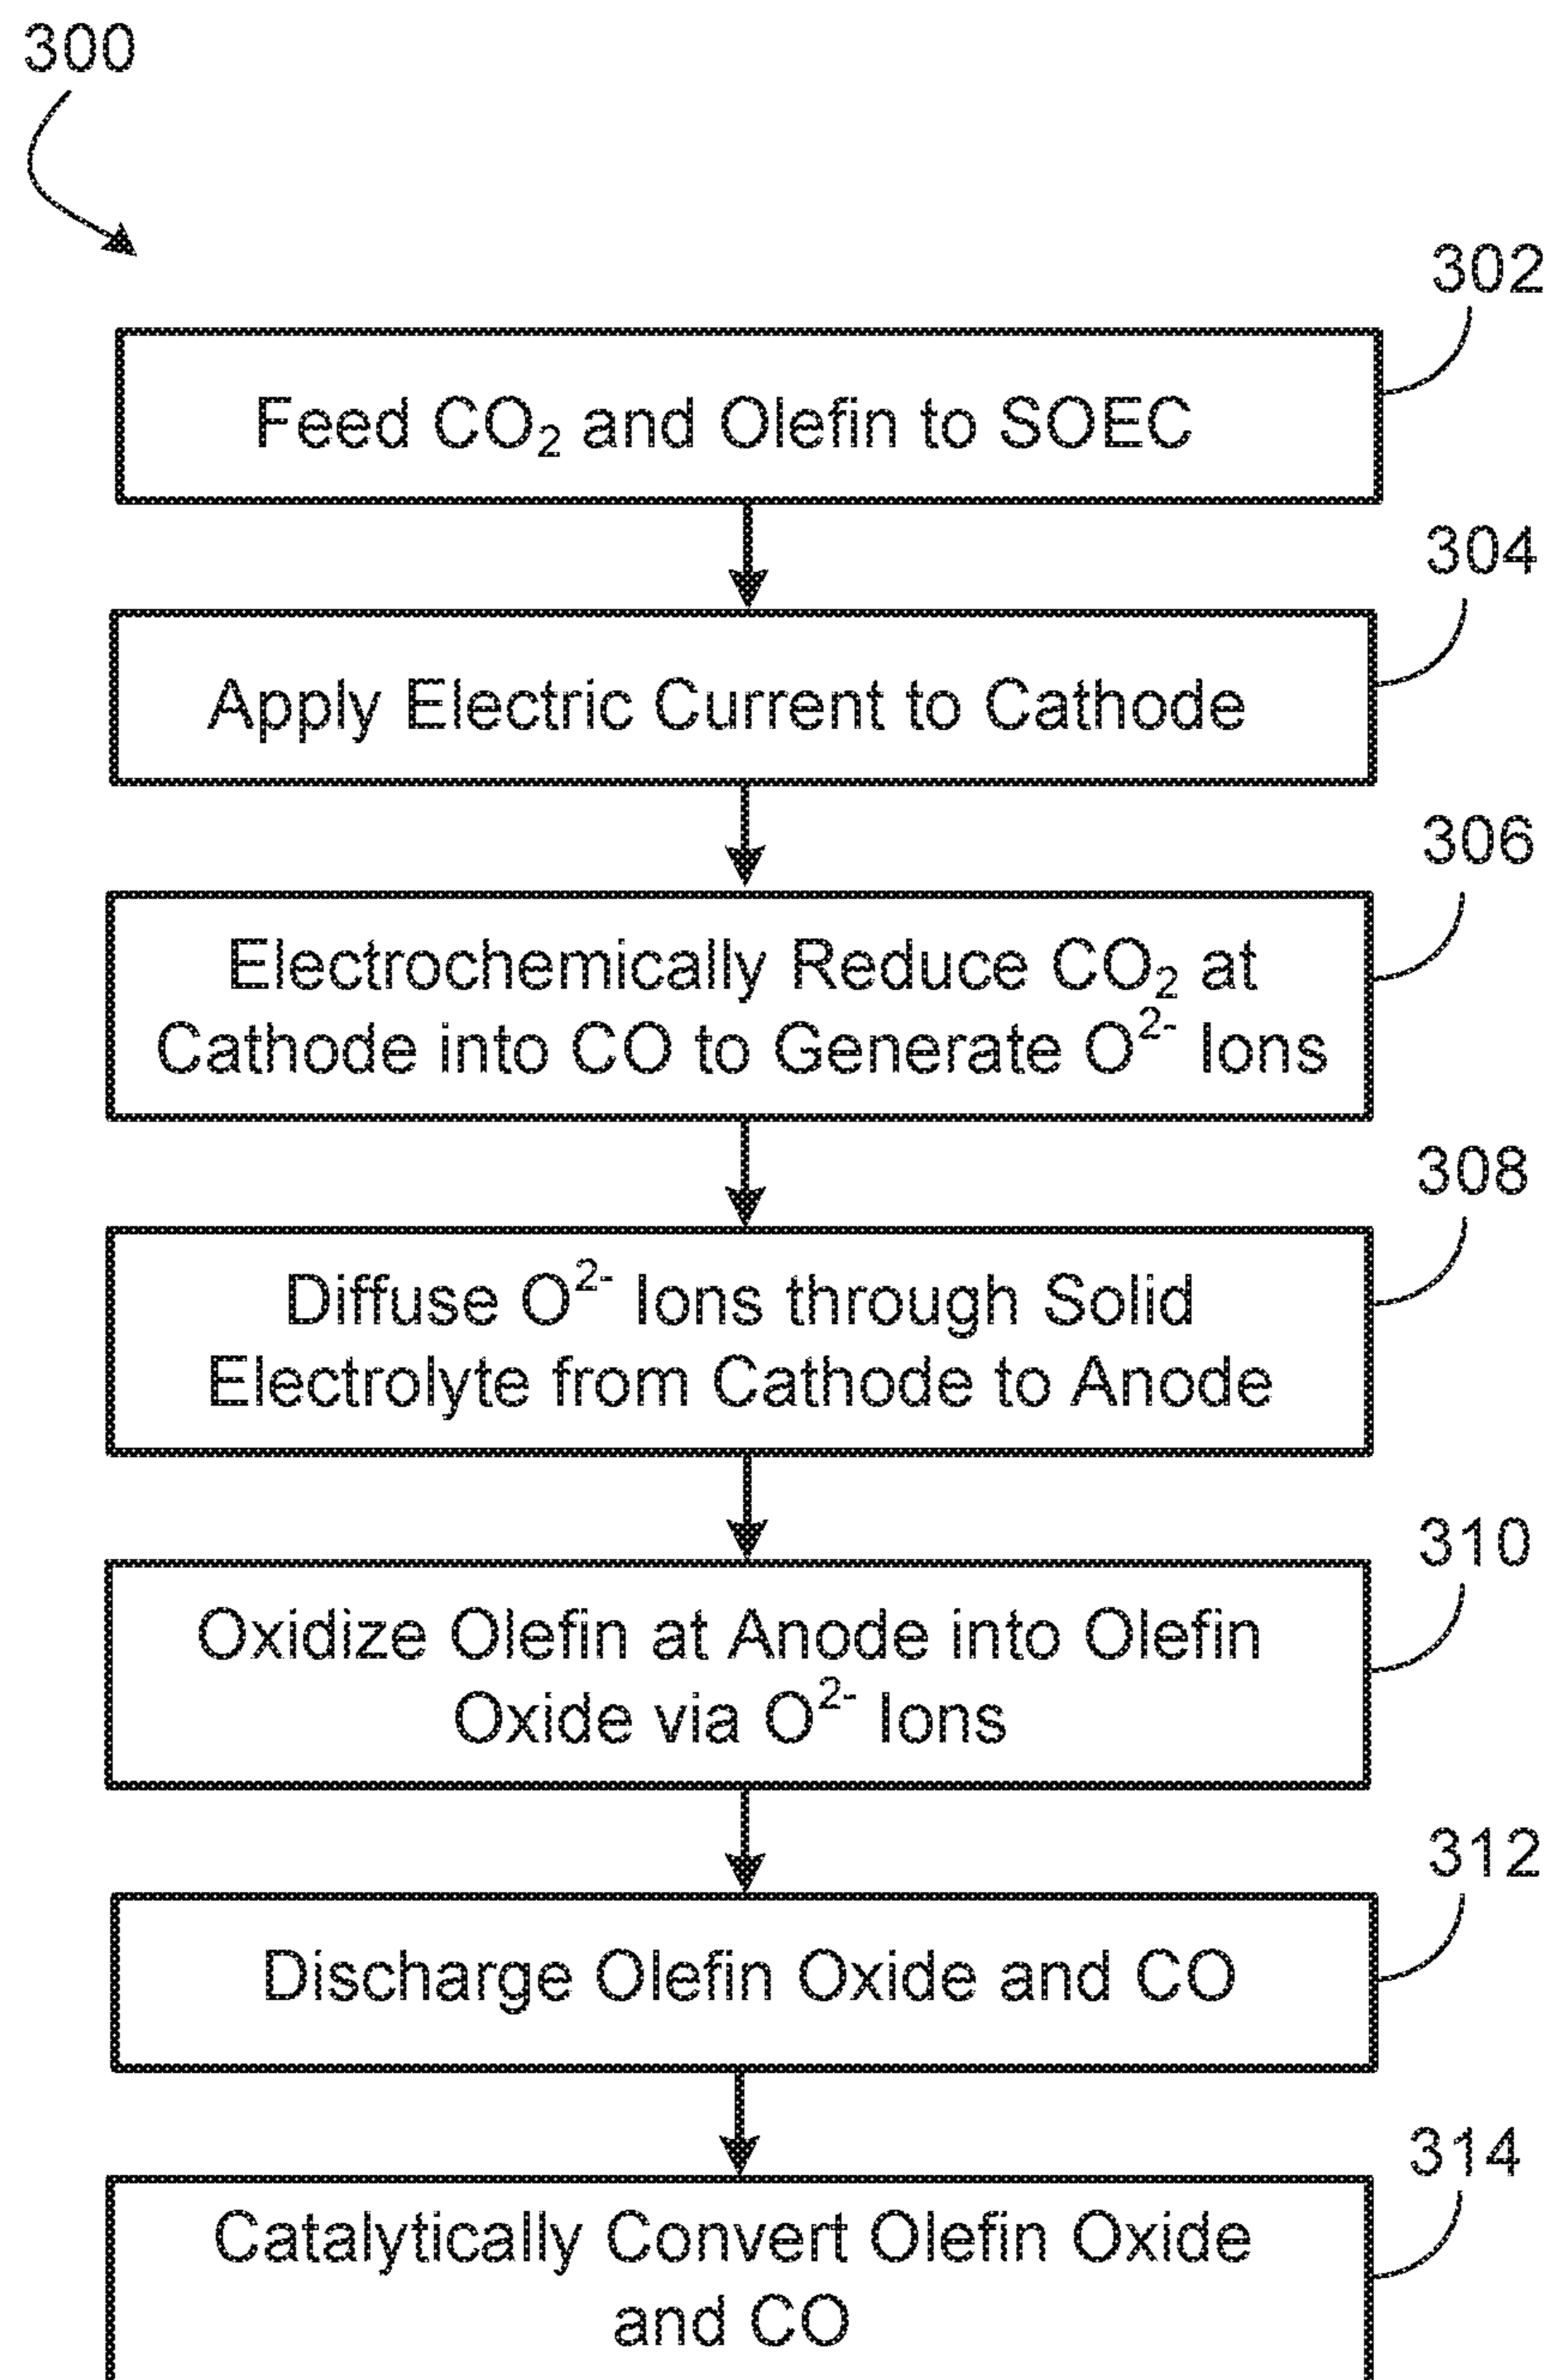 300
302
Feed CO₂ and Olefin to SOEC
304
Apply Electric Current to Cathode
306
Electrochemically Reduce CO₂ at
Cathode into CO to Generate O²⁻ Ions
308
Diffuse O²⁻ Ions through Solid
Electrolyte from Cathode to Anode
310
Oxidize Olefin at Anode into Olefin
Oxide via O²⁻ Ions
312
Discharge Olefin Oxide and CO
314
Catalytically Convert Olefin Oxide
and CO